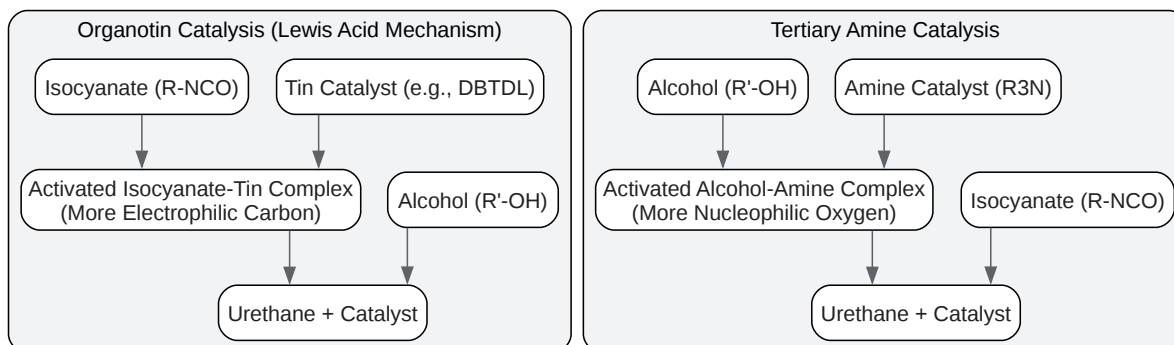 Organotin Catalysis (Lewis Acid Mechanism)
Isocyanate (R-NCO)
Tin Catalyst (e.g., DBTDL)
Activated Isocyanate-Tin Complex
(More Electrophilic Carbon)
Alcohol (R'-OH)
Urethane + Catalyst
Tertiary Amine Catalysis
Alcohol (R'-OH)
Amine Catalyst (R3N)
Activated Alcohol-Amine Complex
(More Nucleophilic Oxygen)
Isocyanate (R-NCO)
Urethane + Catalyst